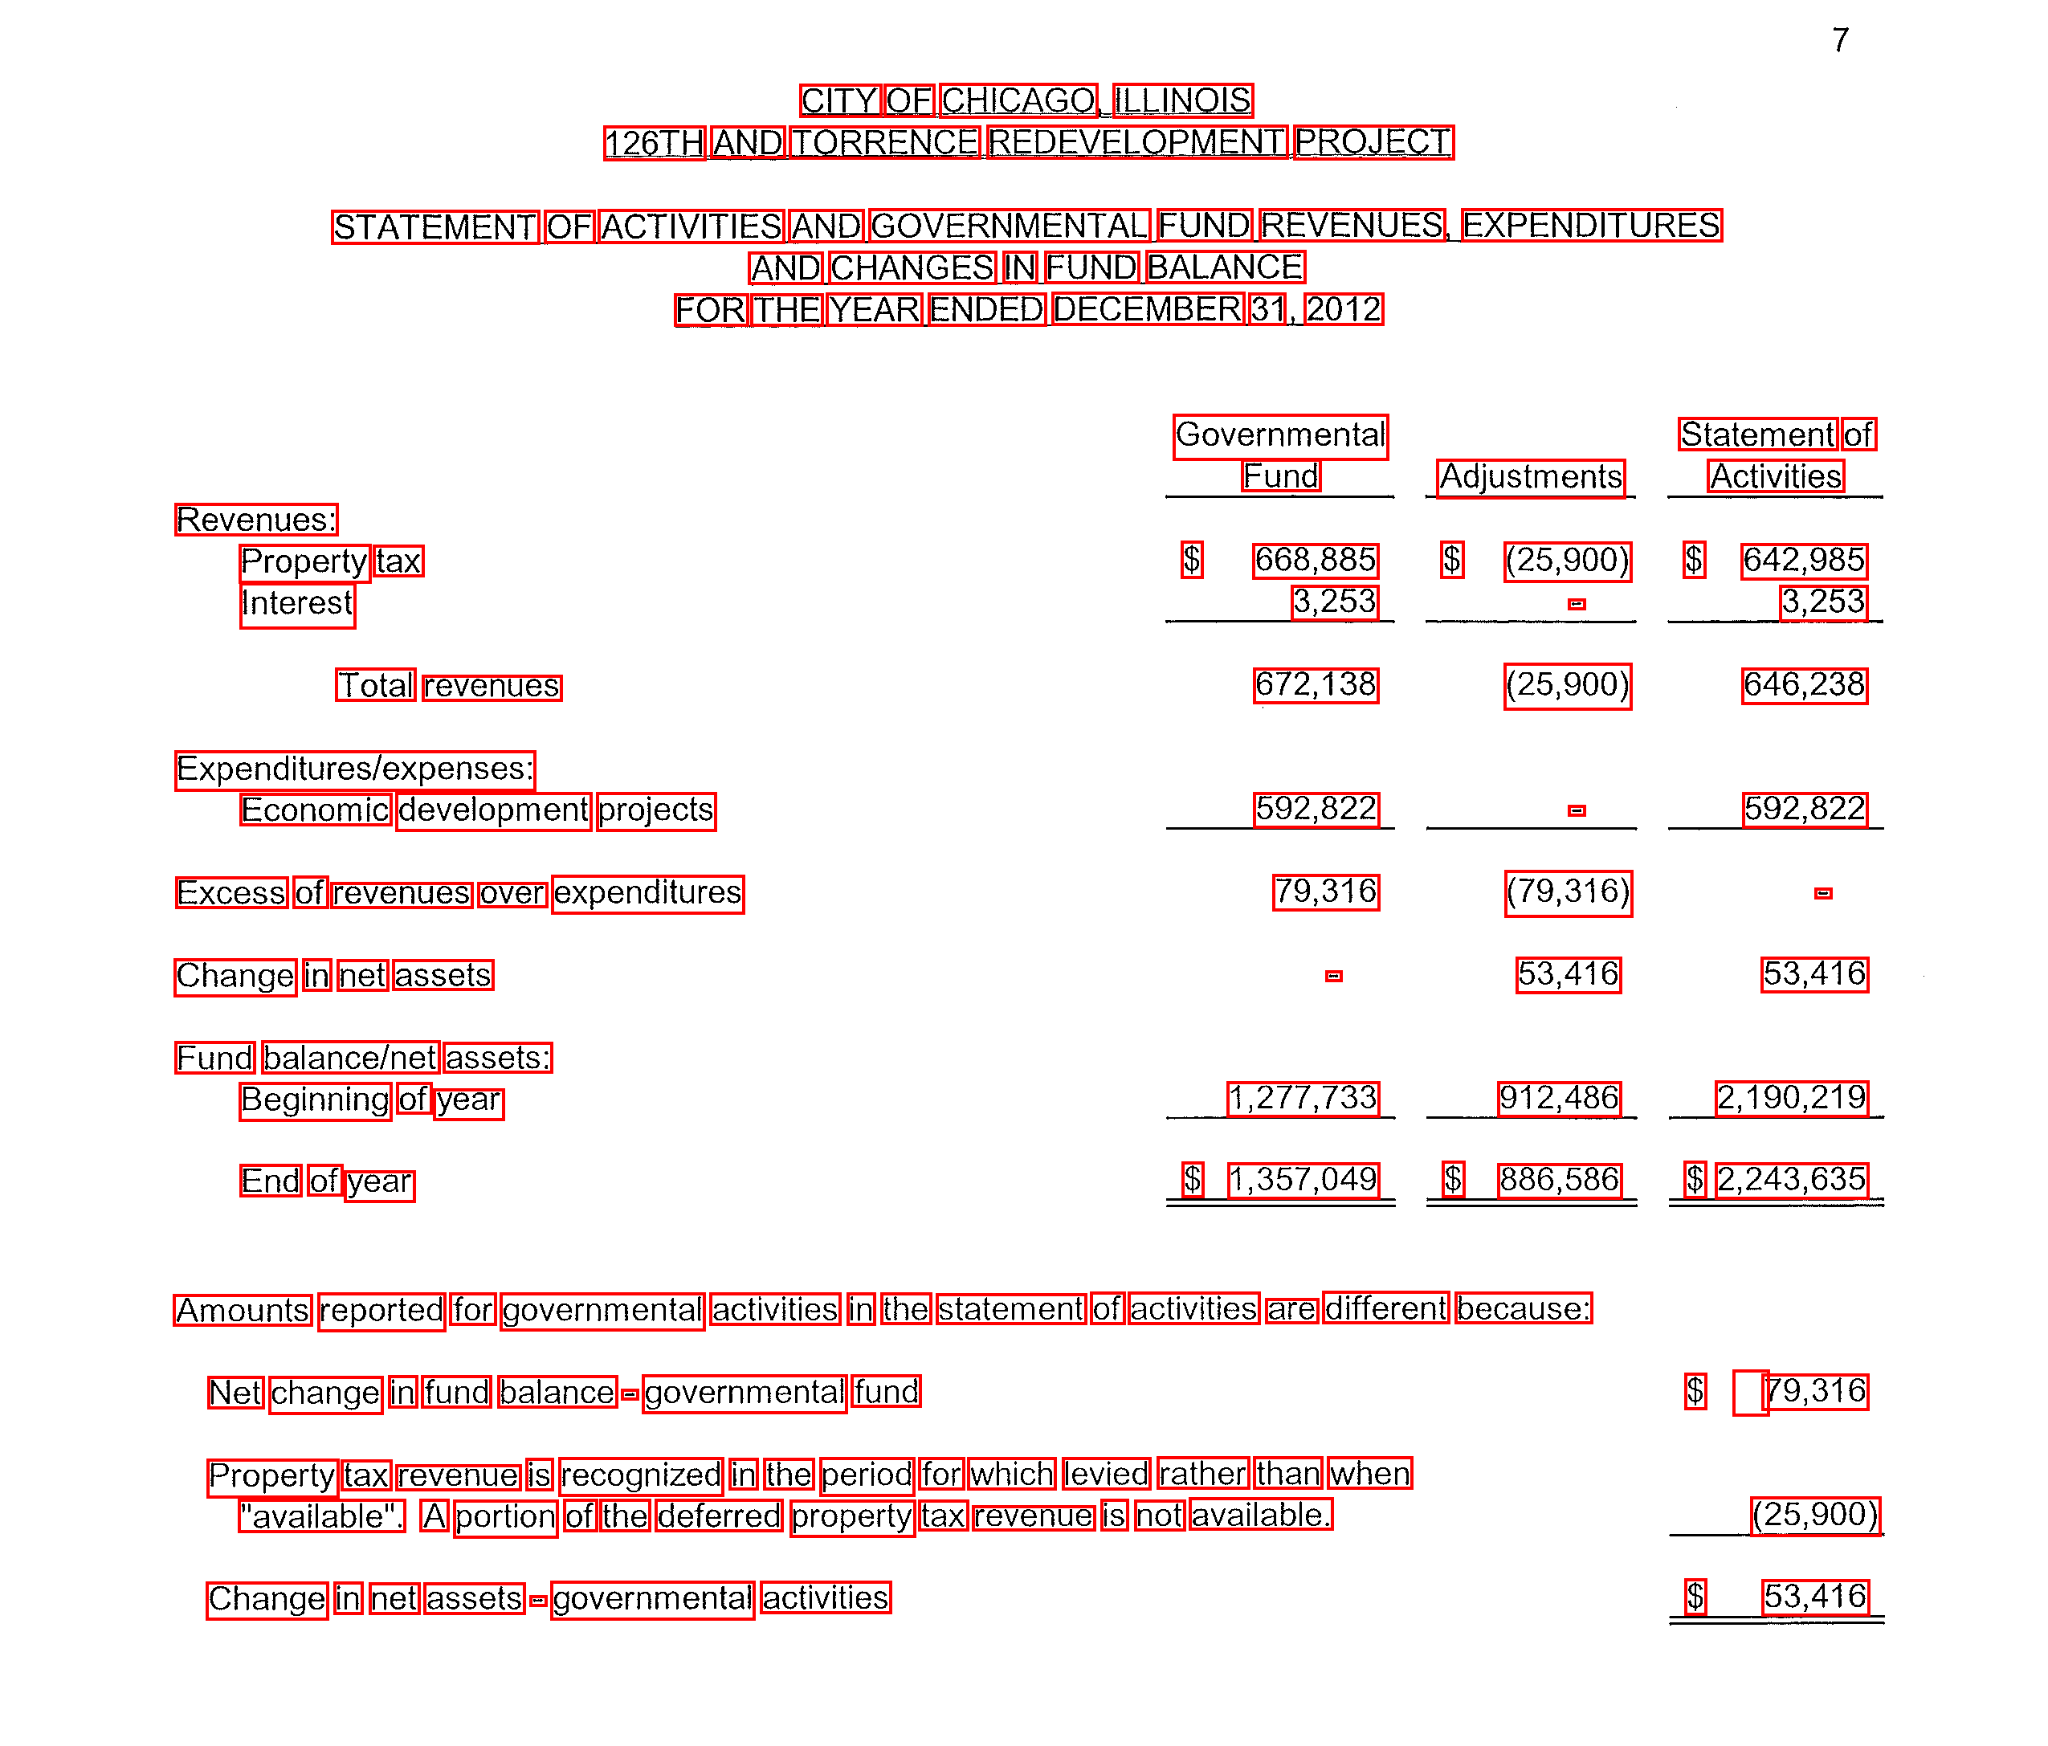 7
CITY OF CHICAGO, ILLINOIS
126TH AND TORRENCE REDEVELOPMENT PROJECT
STATEMENT OF ACTIVITIES AND GOVERNMENTAL FUND REVENUES, EXPENDITURES
AND CHANGES IN FUND BALANCE
FOR THE YEAR ENDED DECEMBER 31, 2012
Governmental Statement of
Fund Adjustments Activities
Revenues:
Property tax $ 668,885 $ (25,900) $ 642,985
Interest 3,253 - 3,253
Total revenues 672,138 (25,900) 646,238
Expenditures/expenses:
Economic development projects 592,822 - 592,822
Excess of revenues over expenditures 79,316 (79,316) -
Change in net assets - 53,416 53,416
Fund balance/net assets:
Beginning of year 1,277,733 912,486 2,190,219
End of year $ 1,357,049 $ 886,586 $ 2,243,635
Amounts reported for governmental activities in the statement of activities are different because:
Net change in fund balance - governmental fund $ 79,316
Property tax revenue is recognized in the period for which levied rather than when
"available". A portion of the deferred property tax revenue is not available. (25,900)
Change in net assets - governmental activities $ 53,416